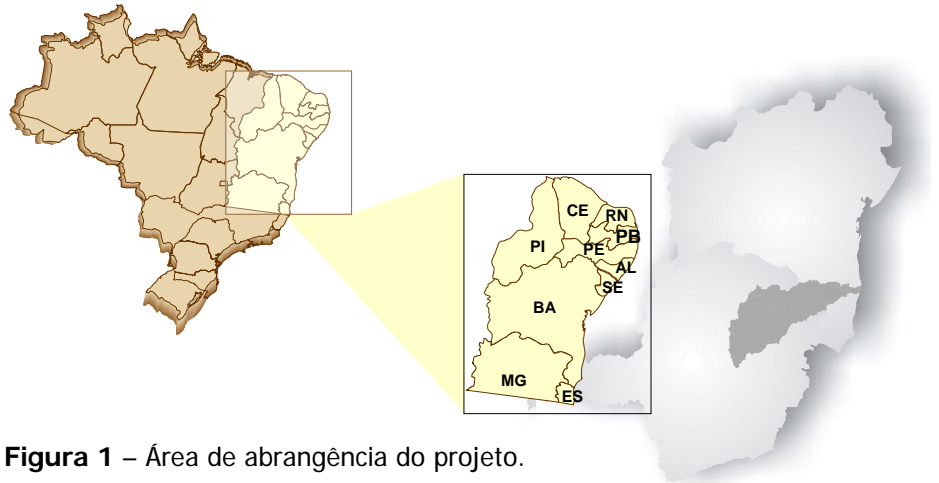 CE
RN
PB
PI
PE
AL
SE
BA
MG
ES
Figura 1 – Área de abrangência do projeto.